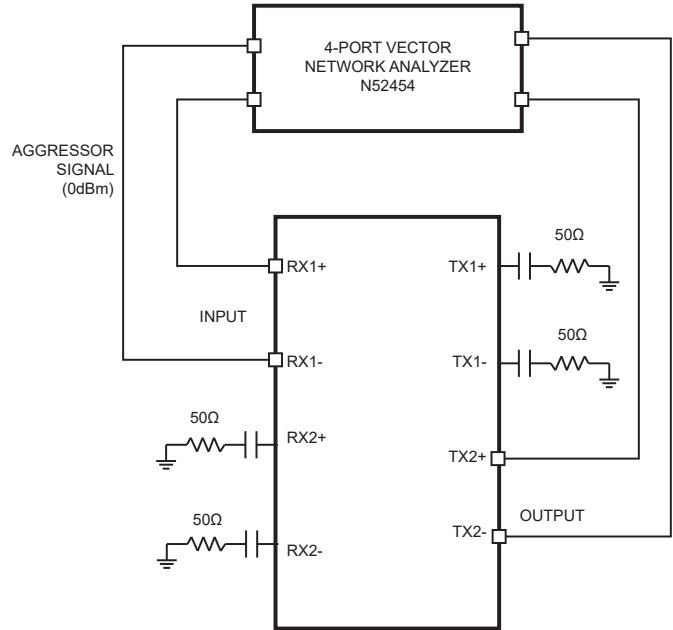 4-PORT VECTOR
NETWORK ANALYZER
N52454
AGGRESSOR
SIGNAL
(0dBm)
50Ω
RX1+
TX1+
INPUT
50Ω
RX1-
TX1-
50Ω
RX2+
TX2+
50Ω
OUTPUT
TX2-
RX2-